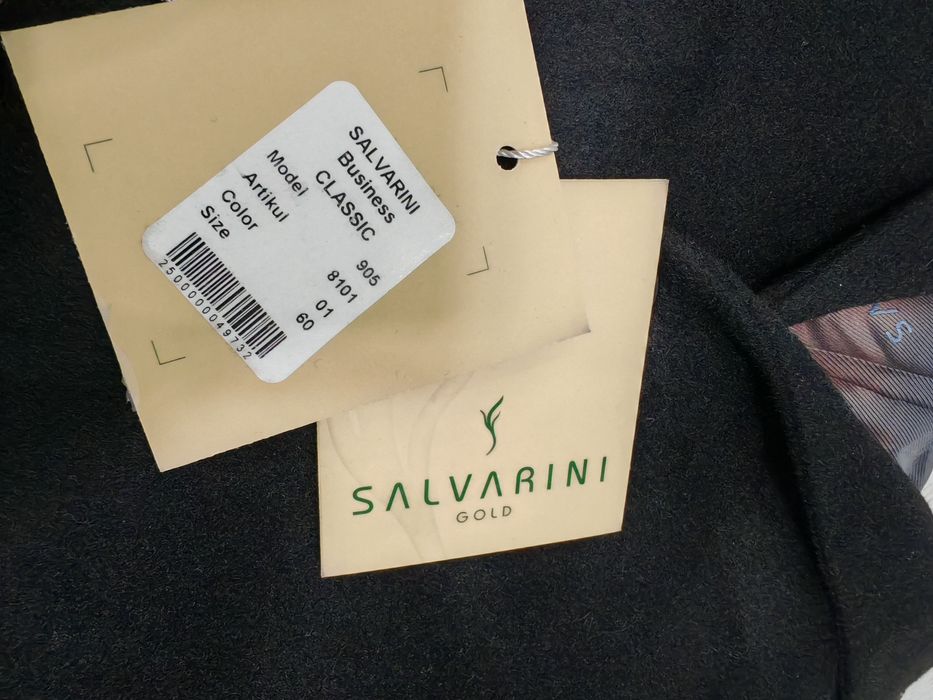 SALVARINI
Business
CLASSIC
Model 905
Artikul 8101
Color 01
Size 60
2500000049732
SALVARINI
GOLD